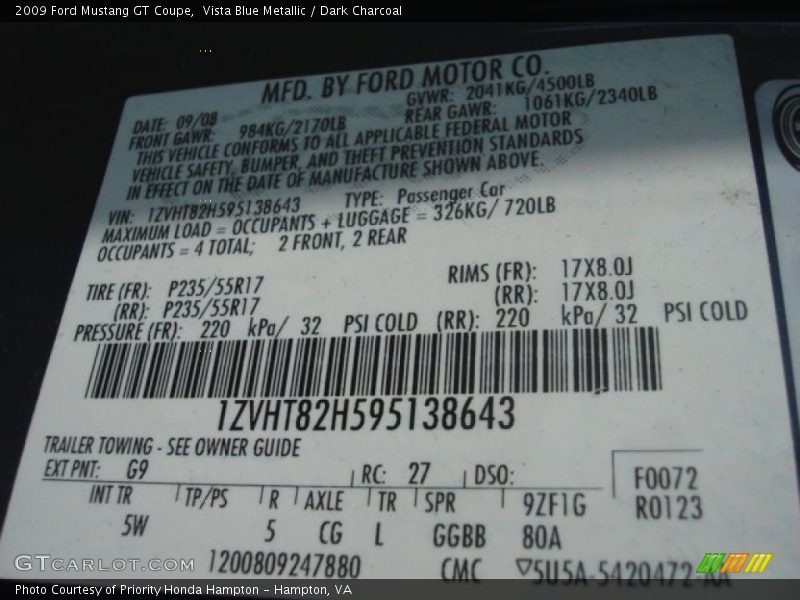 2009 Ford Mustang GT Coupe,  Vista Blue Metallic / Dark Charcoal
MFD. BY FORD MOTOR CO.
DATE: 09/08 GVWR: 2041KG/4500LB
FRONT GAWR: 984KG/2170LB REAR GAWR: 1061KG/2340LB
THIS VEHICLE CONFORMS TO ALL APPLICABLE FEDERAL MOTOR
VEHICLE SAFETY, BUMPER, AND THEFT PREVENTION STANDARDS
IN EFFECT ON THE DATE OF MANUFACTURE SHOWN ABOVE.
VIN: 1ZVHT82H595138643 TYPE: Passenger Car
MAXIMUM LOAD = OCCUPANTS + LUGGAGE = 326KG/ 720LB
OCCUPANTS = 4 TOTAL; 2 FRONT, 2 REAR
TIRE (FR): P235/55R17 RIMS (FR): 17X8.0J
(RR): P235/55R17 (RR): 17X8.0J
PRESSURE (FR): 220 kPa/ 32 PSI COLD (RR): 220 kPa/ 32 PSI COLD
1ZVHT82H595138643
TRAILER TOWING - SEE OWNER GUIDE
EXT PNT: G9 RC: 27 DSO: F0072
INT TR TP/PS R AXLE TR SPR 9ZF1G R0123
5W 5 CG L GGBB 80A
1200809247880 CMC ▽5U5A-5420472-AA
GTCarLot.com
Photo Courtesy of Priority Honda Hampton - Hampton, VA